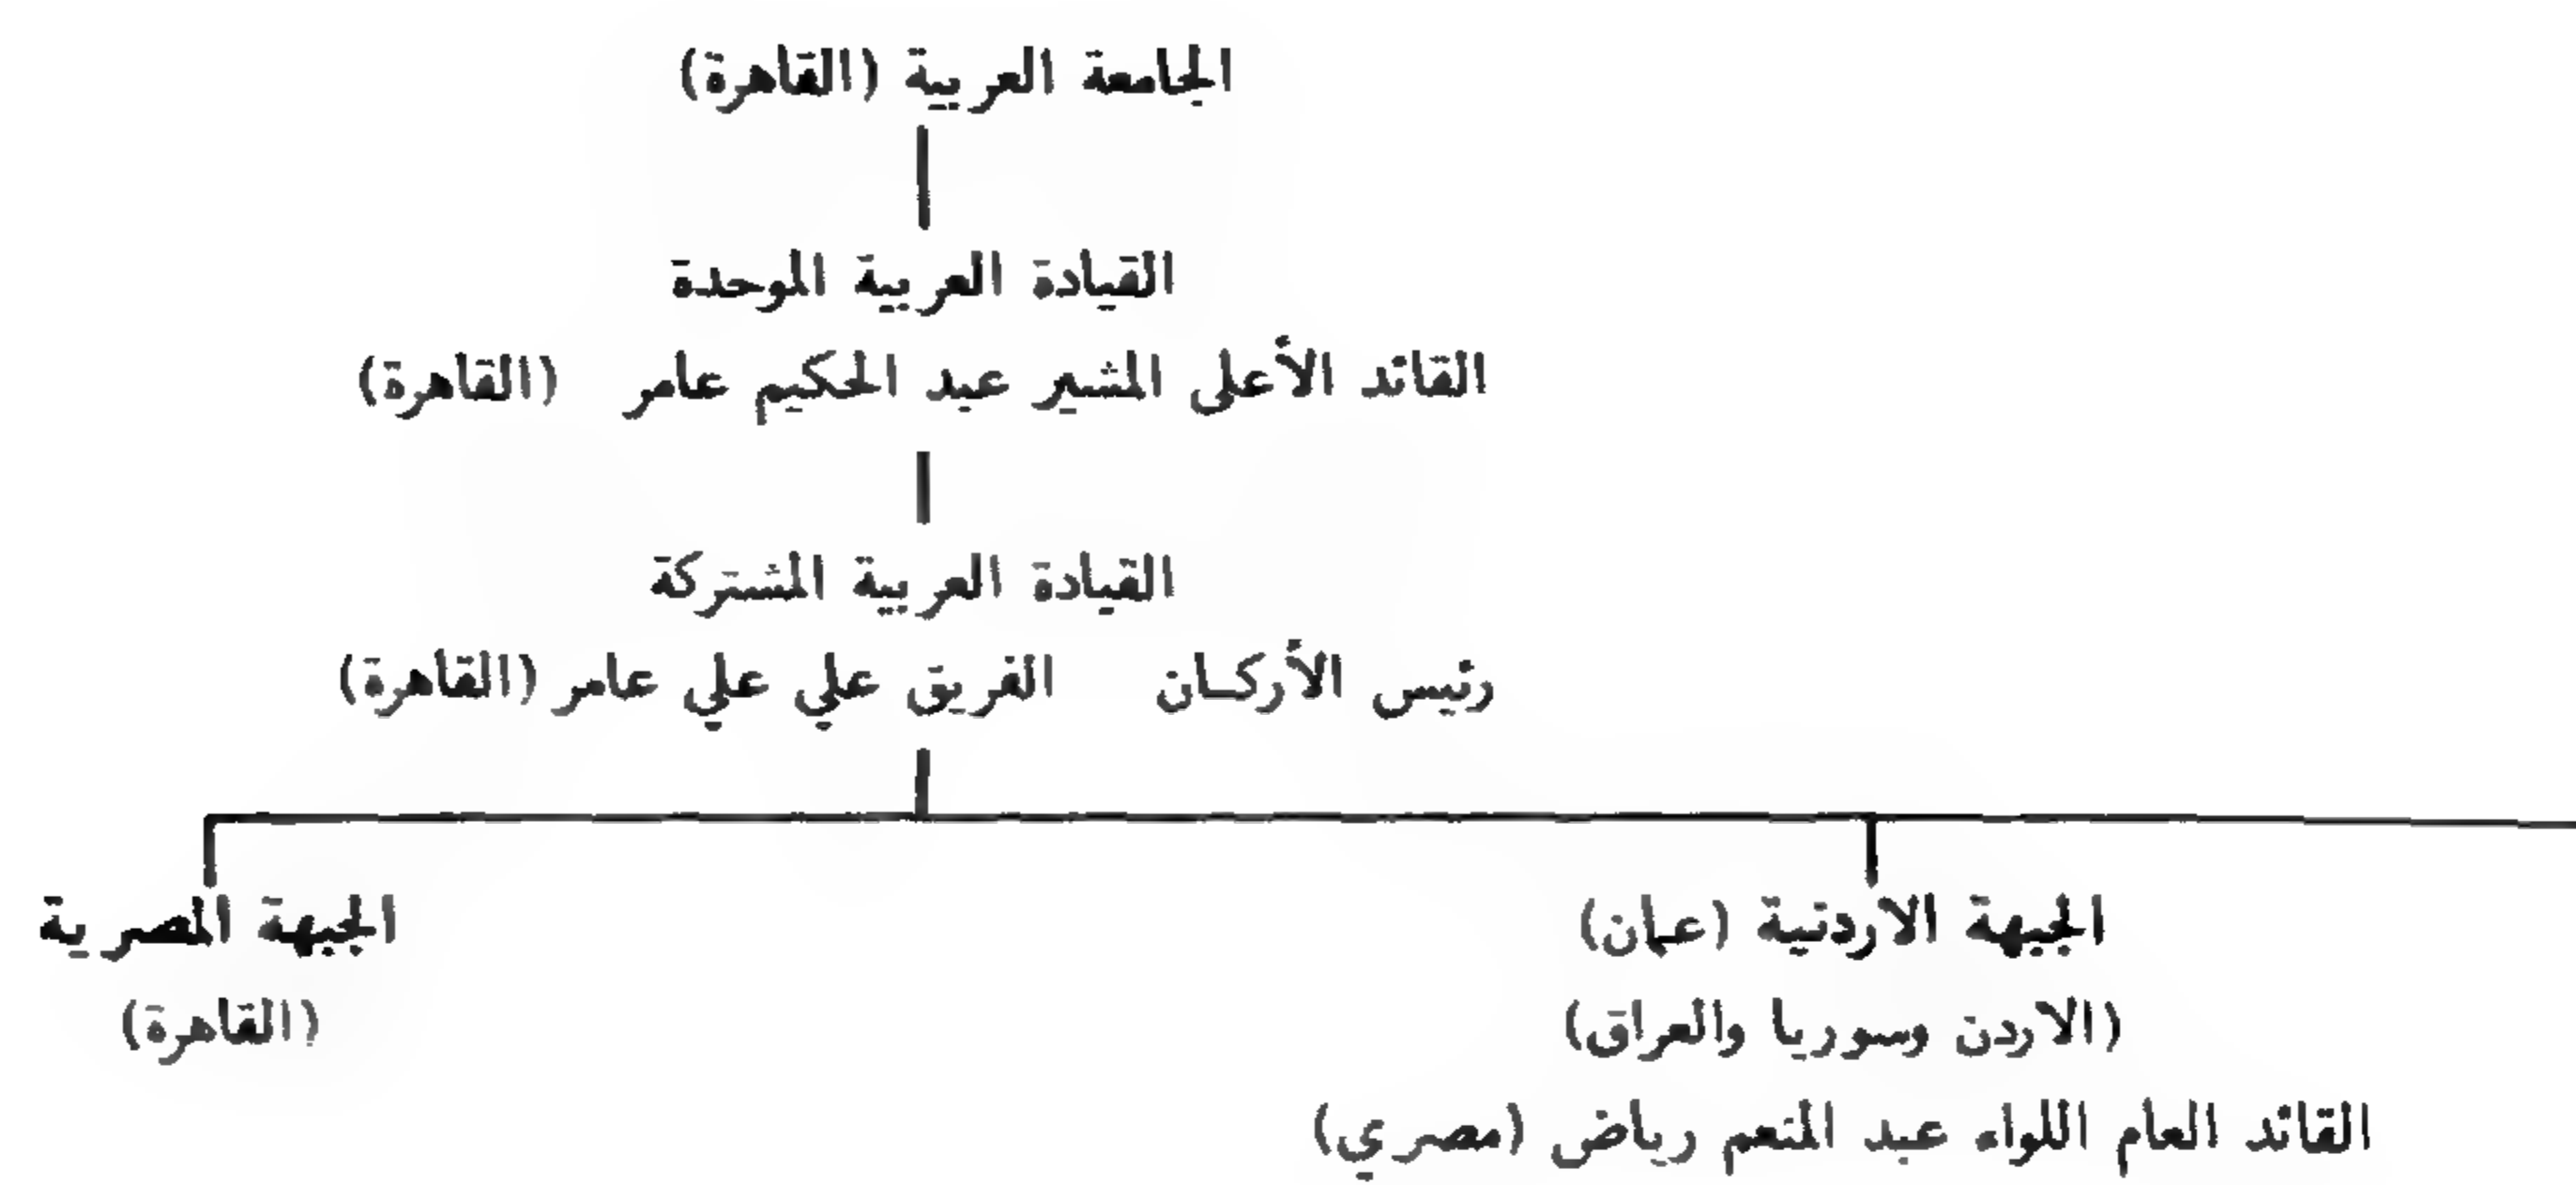 الجامعة العربية (القاهرة)
القيادة العربية الموحدة
القائد الأعلى المشير عبد الحكيم عامر (القاهرة)
القيادة العربية المشتركة
رئيس الأركـان الفريق علي علي عامر (القاهرة)
الجبهة الاردنية (عمان)
(الاردن وسوريا والعراق)
القائد العام اللواء عبد المنعم رياض (مصري)
الجبهة المصرية
(القاهرة)